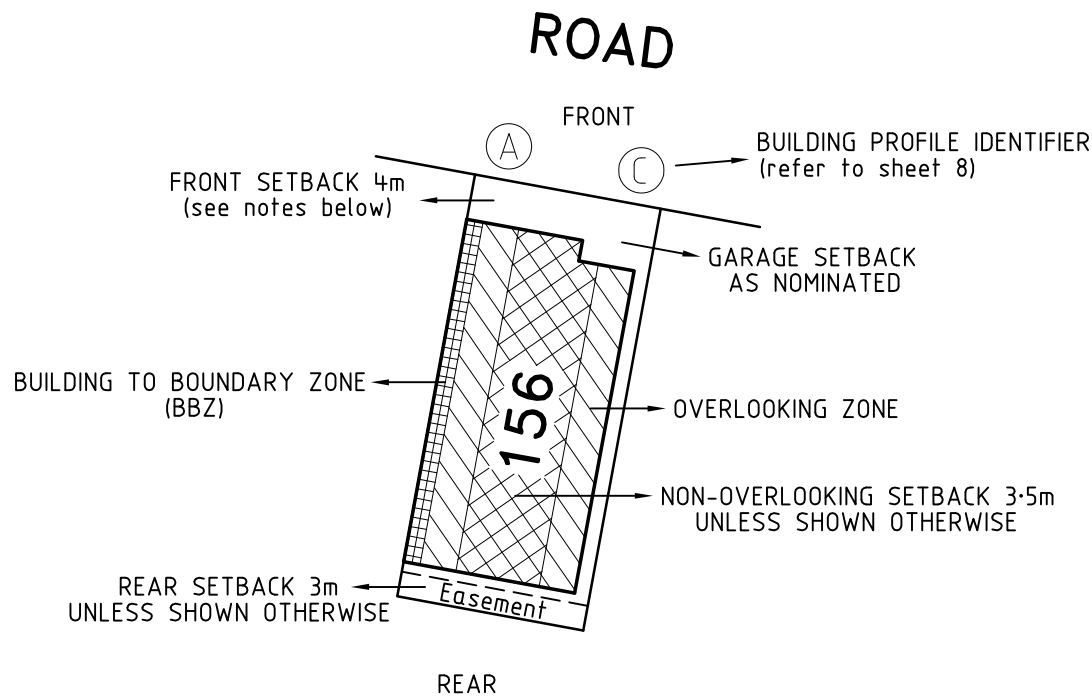 ROAD
FRONT
A
C
BUILDING PROFILE IDENTIFIER
(refer to sheet 8)
FRONT SETBACK 4m
(see notes below)
GARAGE SETBACK
AS NOMINATED
BUILDING TO BOUNDARY ZONE
(BBZ)
156
OVERLOOKING ZONE
NON-OVERLOOKING SETBACK 3·5m
UNLESS SHOWN OTHERWISE
REAR SETBACK 3m
UNLESS SHOWN OTHERWISE
Easement
REAR